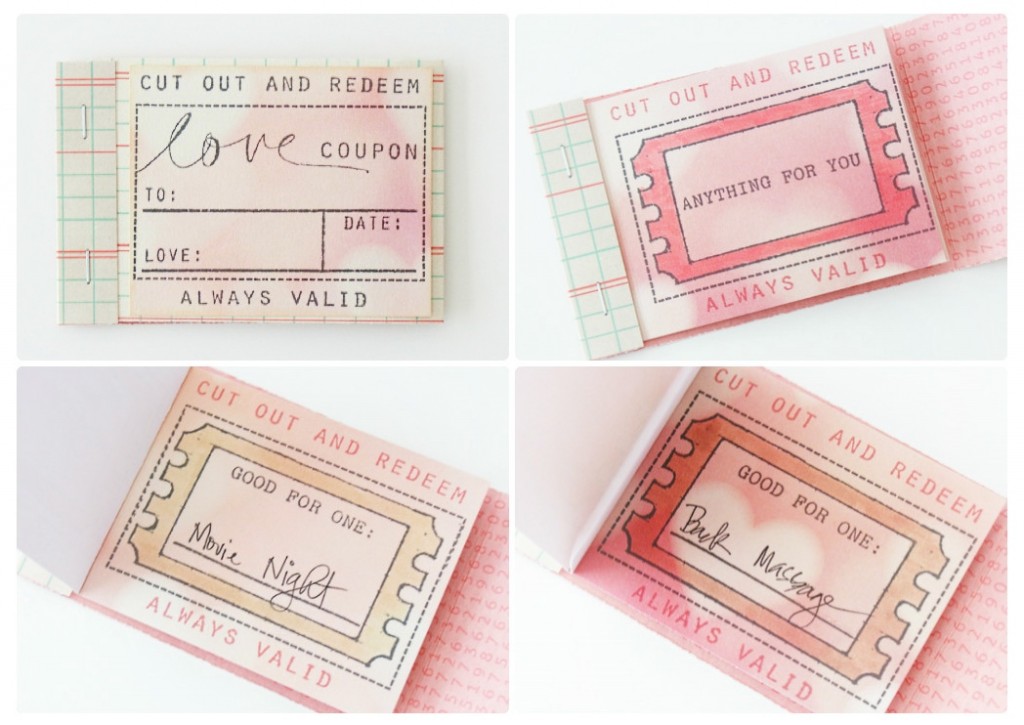 CUT OUT AND REDEEM
love COUPON
TO:
DATE:
LOVE:
ALWAYS VALID
CUT OUT AND REDEEM
ANYTHING FOR YOU
ALWAYS VALID
CUT OUT AND REDEEM
GOOD FOR ONE:
Movie Night
ALWAYS VALID
CUT OUT AND REDEEM
GOOD FOR ONE:
Back Massage
ALWAYS VALID